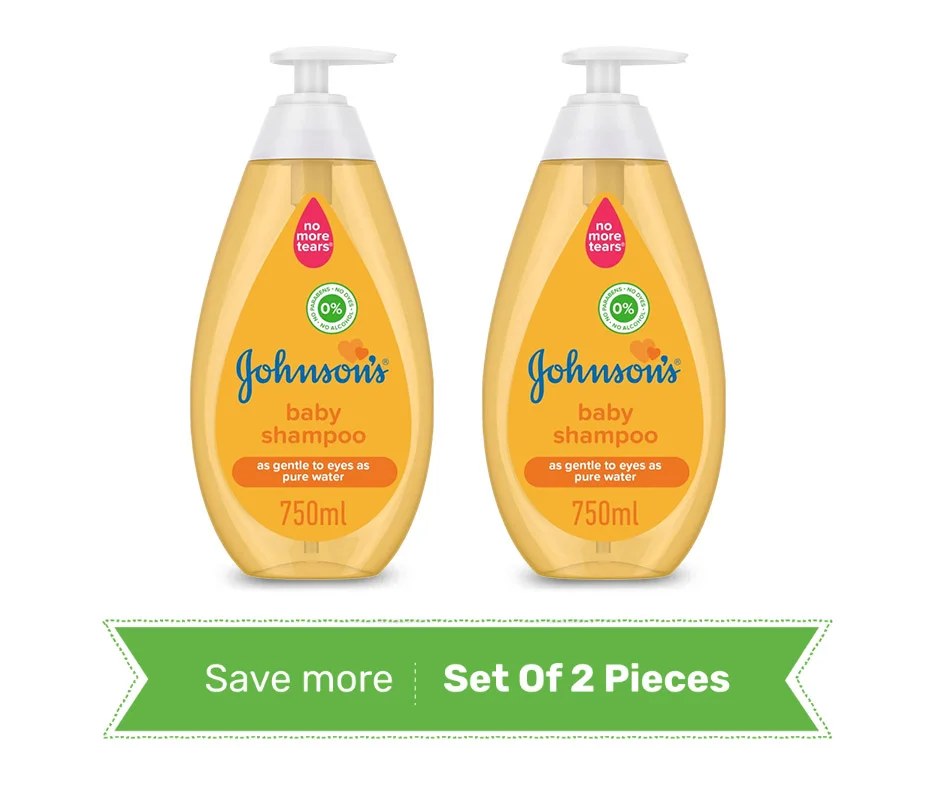 no
more
tears®
NO PARABENS • NO DYES •
0%
• NO ALCOHOL •
Johnson's®
baby
shampoo
as gentle to eyes as
pure water
750ml
no
more
tears®
NO PARABENS • NO DYES •
0%
• NO ALCOHOL •
Johnson's®
baby
shampoo
as gentle to eyes as
pure water
750ml
Save more
Set Of 2 Pieces